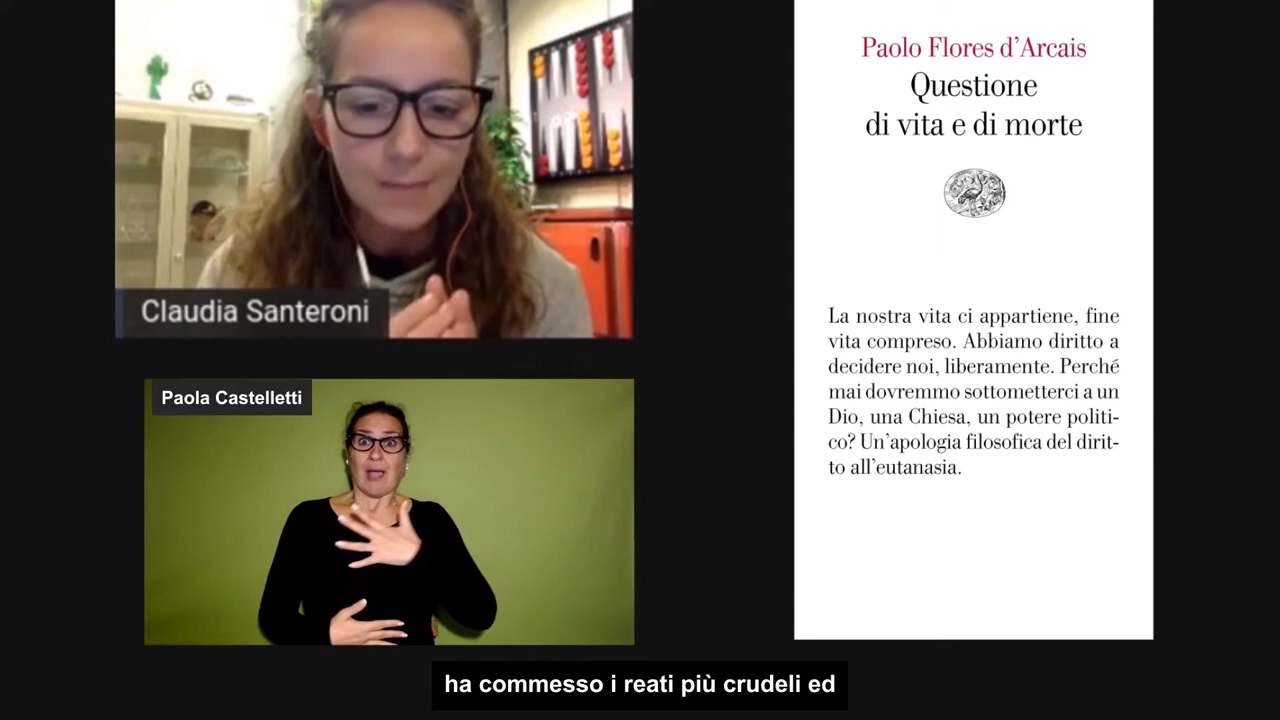 Claudia Santeroni
Paola Castelletti
Paolo Flores d'Arcais
Questione
di vita e di morte
La nostra vita ci appartiene, fine
vita compreso. Abbiamo diritto a
decidere noi, liberamente. Perché
mai dovremmo sottometterci a un
Dio, una Chiesa, un potere politi-
co? Un'apologia filosofica del dirit-
to all'eutanasia.
ha commesso i reati più crudeli ed